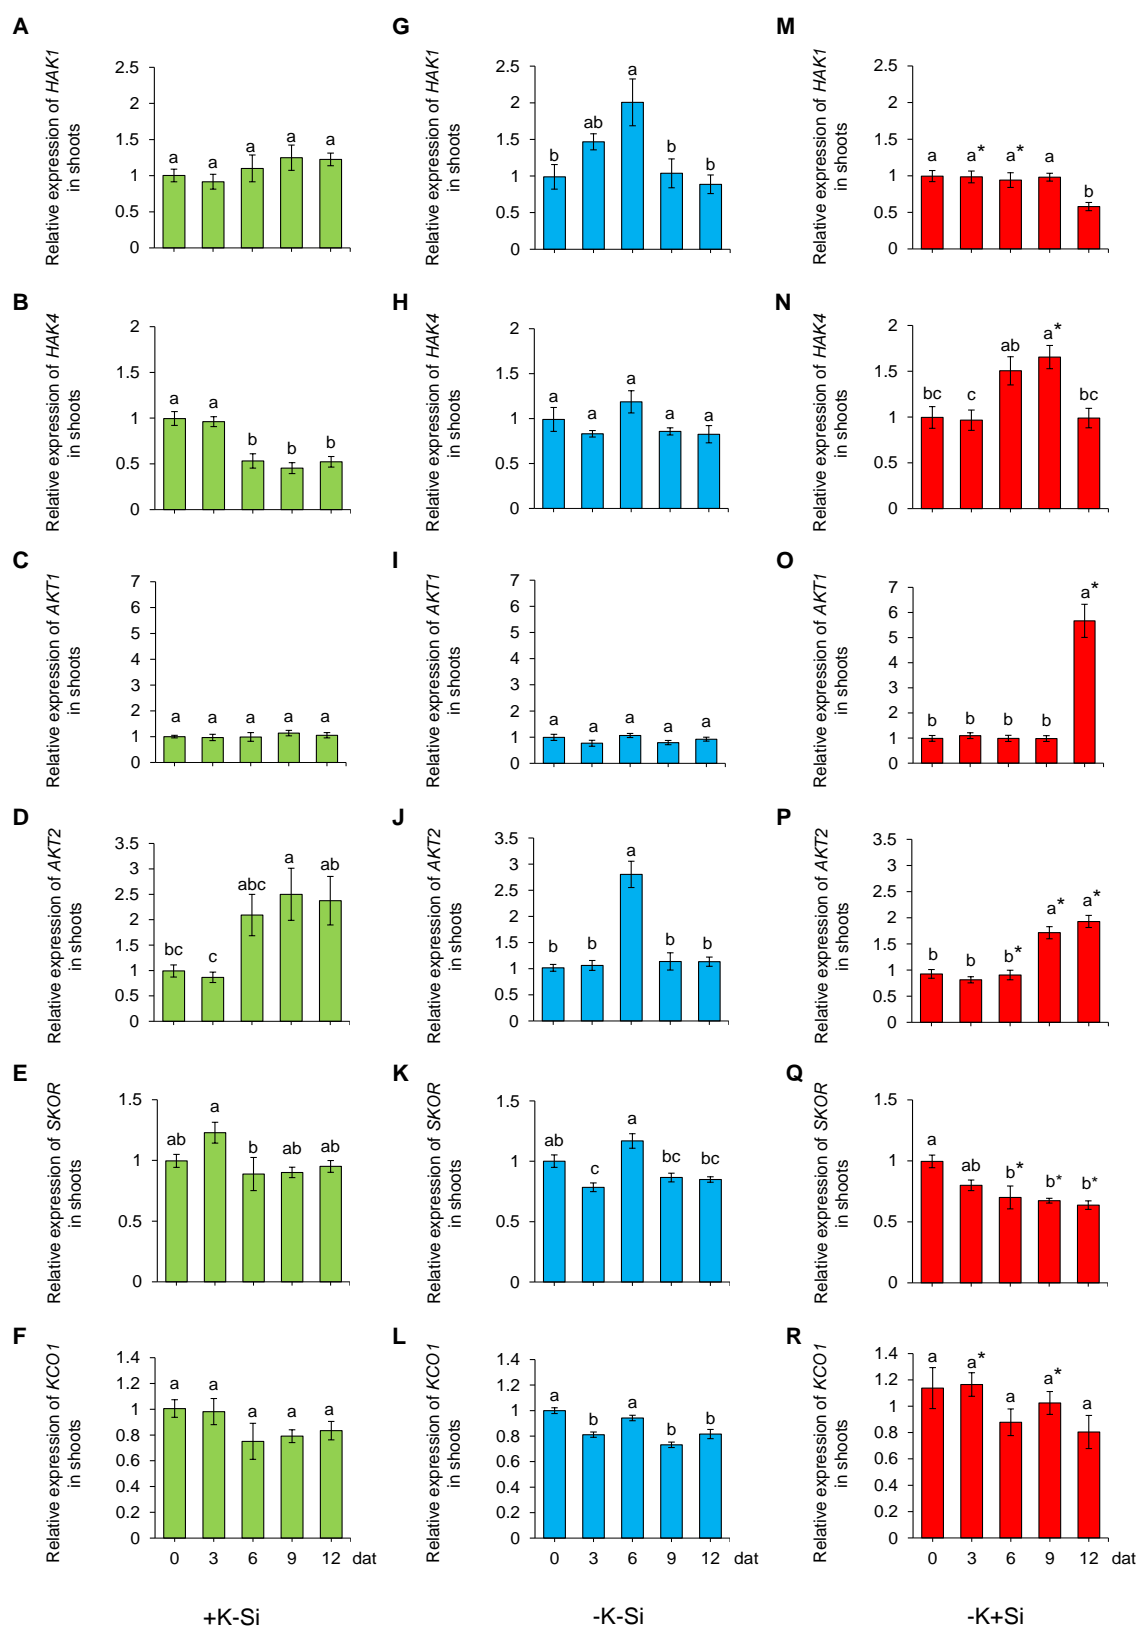 A
Relative expression of HAK1
in shoots
2.5
2
1.5
1
0.5
0
a
a
a
a
a
G
Relative expression of HAK1
in shoots
2.5
2
1.5
1
0.5
0
b
ab
a
b
b
M
Relative expression of HAK1
in shoots
2.5
2
1.5
1
0.5
0
a
a*
a*
a
b
B
Relative expression of HAK4
in shoots
2
1.5
1
0.5
0
a
a
b
b
b
H
Relative expression of HAK4
in shoots
2
1.5
1
0.5
0
a
a
a
a
a
N
Relative expression of HAK4
in shoots
2
1.5
1
0.5
0
bc
c
ab
a*
bc
C
Relative expression of AKT1
in shoots
7
6
5
4
3
2
1
0
a
a
a
a
a
I
Relative expression of AKT1
in shoots
7
6
5
4
3
2
1
0
a
a
a
a
a
O
Relative expression of AKT1
in shoots
7
6
5
4
3
2
1
0
b
b
b
b
a*
D
Relative expression of AKT2
in shoots
3.5
3
2.5
2
1.5
1
0.5
0
bc
c
abc
a
ab
J
Relative expression of AKT2
in shoots
3.5
3
2.5
2
1.5
1
0.5
0
b
b
a
b
b
P
Relative expression of AKT2
in shoots
3.5
3
2.5
2
1.5
1
0.5
0
b
b
b*
a*
a*
E
Relative expression of SKOR
in shoots
1.5
1
0.5
0
ab
a
b
ab
ab
K
Relative expression of SKOR
in shoots
1.5
1
0.5
0
ab
c
a
bc
bc
Q
Relative expression of SKOR
in shoots
1.5
1
0.5
0
a
ab
b*
b*
b*
F
Relative expression of KCO1
in shoots
1.4
1.2
1
0.8
0.6
0.4
0.2
0
a
a
a
a
a
0 3 6 9 12 dat
+K-Si
L
Relative expression of KCO1
in shoots
1.4
1.2
1
0.8
0.6
0.4
0.2
0
a
b
a
b
b
0 3 6 9 12 dat
-K-Si
R
Relative expression of KCO1
in shoots
1.4
1.2
1
0.8
0.6
0.4
0.2
0
a
a*
a
a*
a
0 3 6 9 12 dat
-K+Si